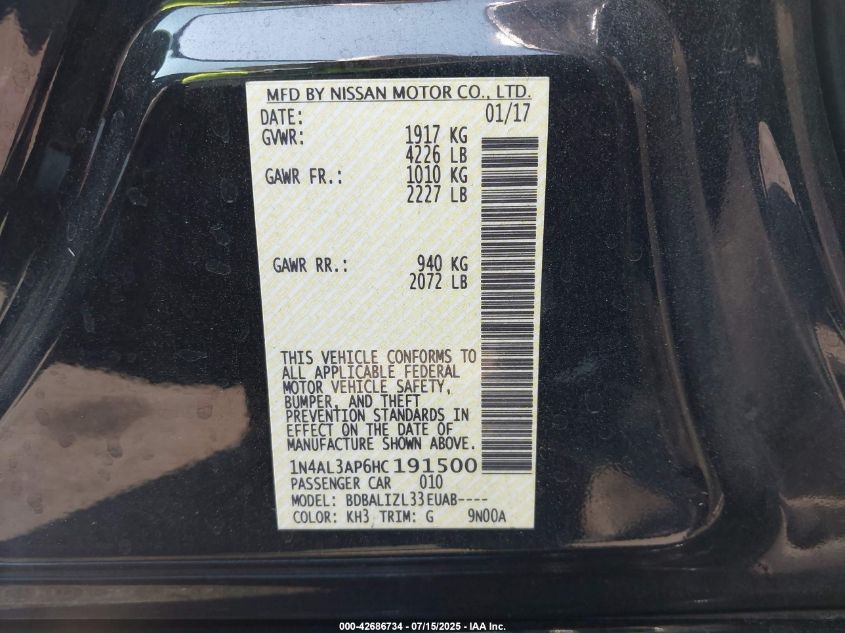 MFD BY NISSAN MOTOR CO., LTD.
DATE: 01/17
GVWR: 1917 KG
4226 LB
GAWR FR.: 1010 KG
2227 LB
GAWR RR.: 940 KG
2072 LB
THIS VEHICLE CONFORMS TO
ALL APPLICABLE FEDERAL
MOTOR VEHICLE SAFETY,
BUMPER, AND THEFT
PREVENTION STANDARDS IN
EFFECT ON THE DATE OF
MANUFACTURE SHOWN ABOVE.
1N4AL3AP6HC191500
PASSENGER CAR 010
MODEL: BDBALIZL33EUAB----
COLOR: KH3 TRIM: G 9N00A
000-42686734 - 07/15/2025 - IAA Inc.